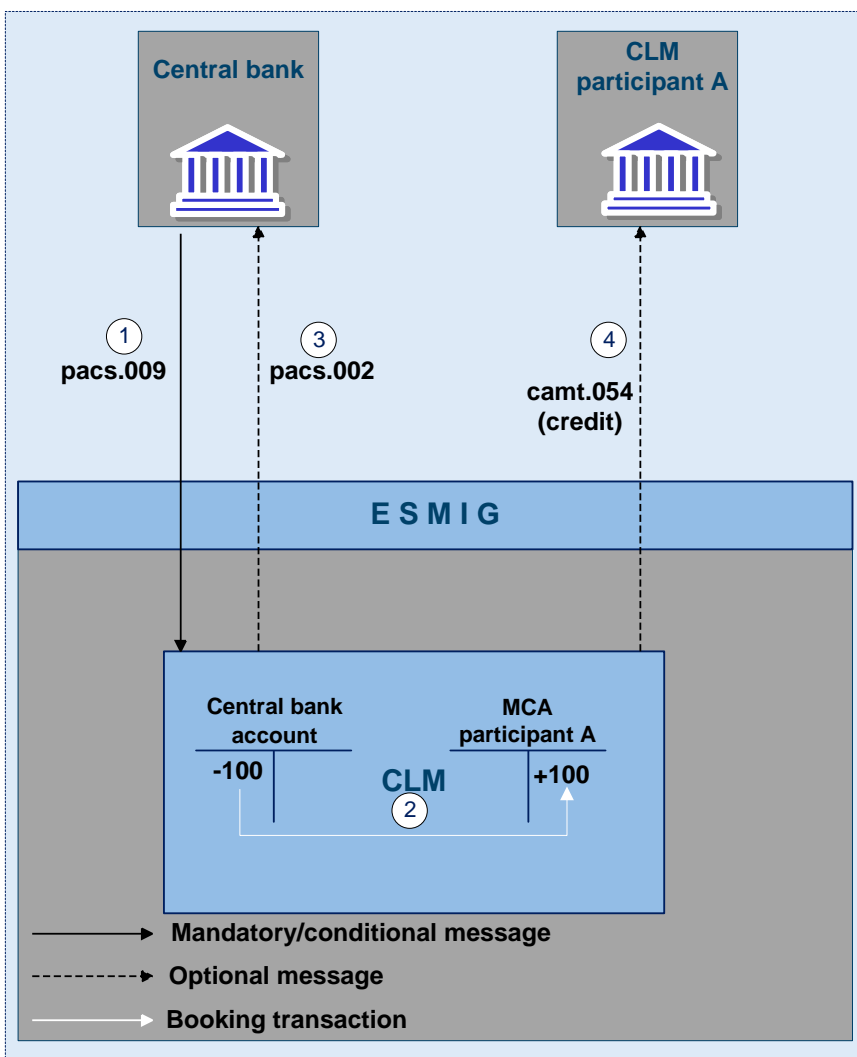 Central bank
CLM
participant A
1
pacs.009
3
pacs.002
4
camt.054
(credit)
ESMIG
Central bank
account
MCA
participant A
-100
+100
CLM
2
Mandatory/conditional message
Optional message
Booking transaction